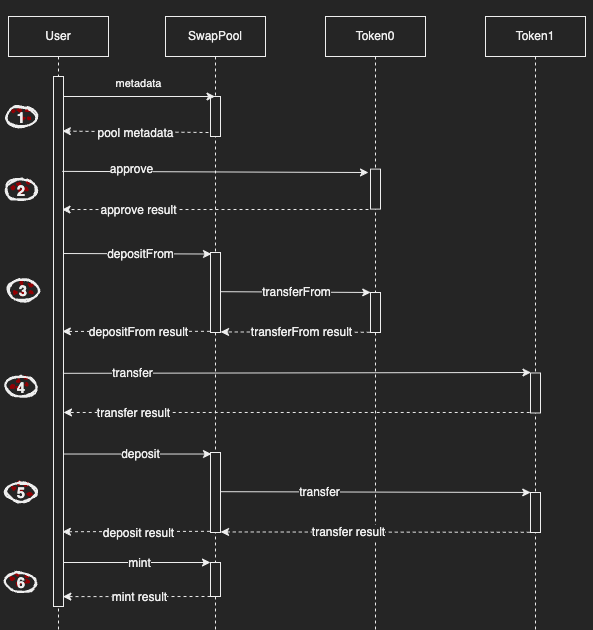 User
SwapPool
Token0
Token1
metadata
1
pool metadata
approve
2
approve result
depositFrom
3
transferFrom
depositFrom result
transferFrom result
transfer
4
transfer result
deposit
5
transfer
deposit result
transfer result
mint
6
mint result